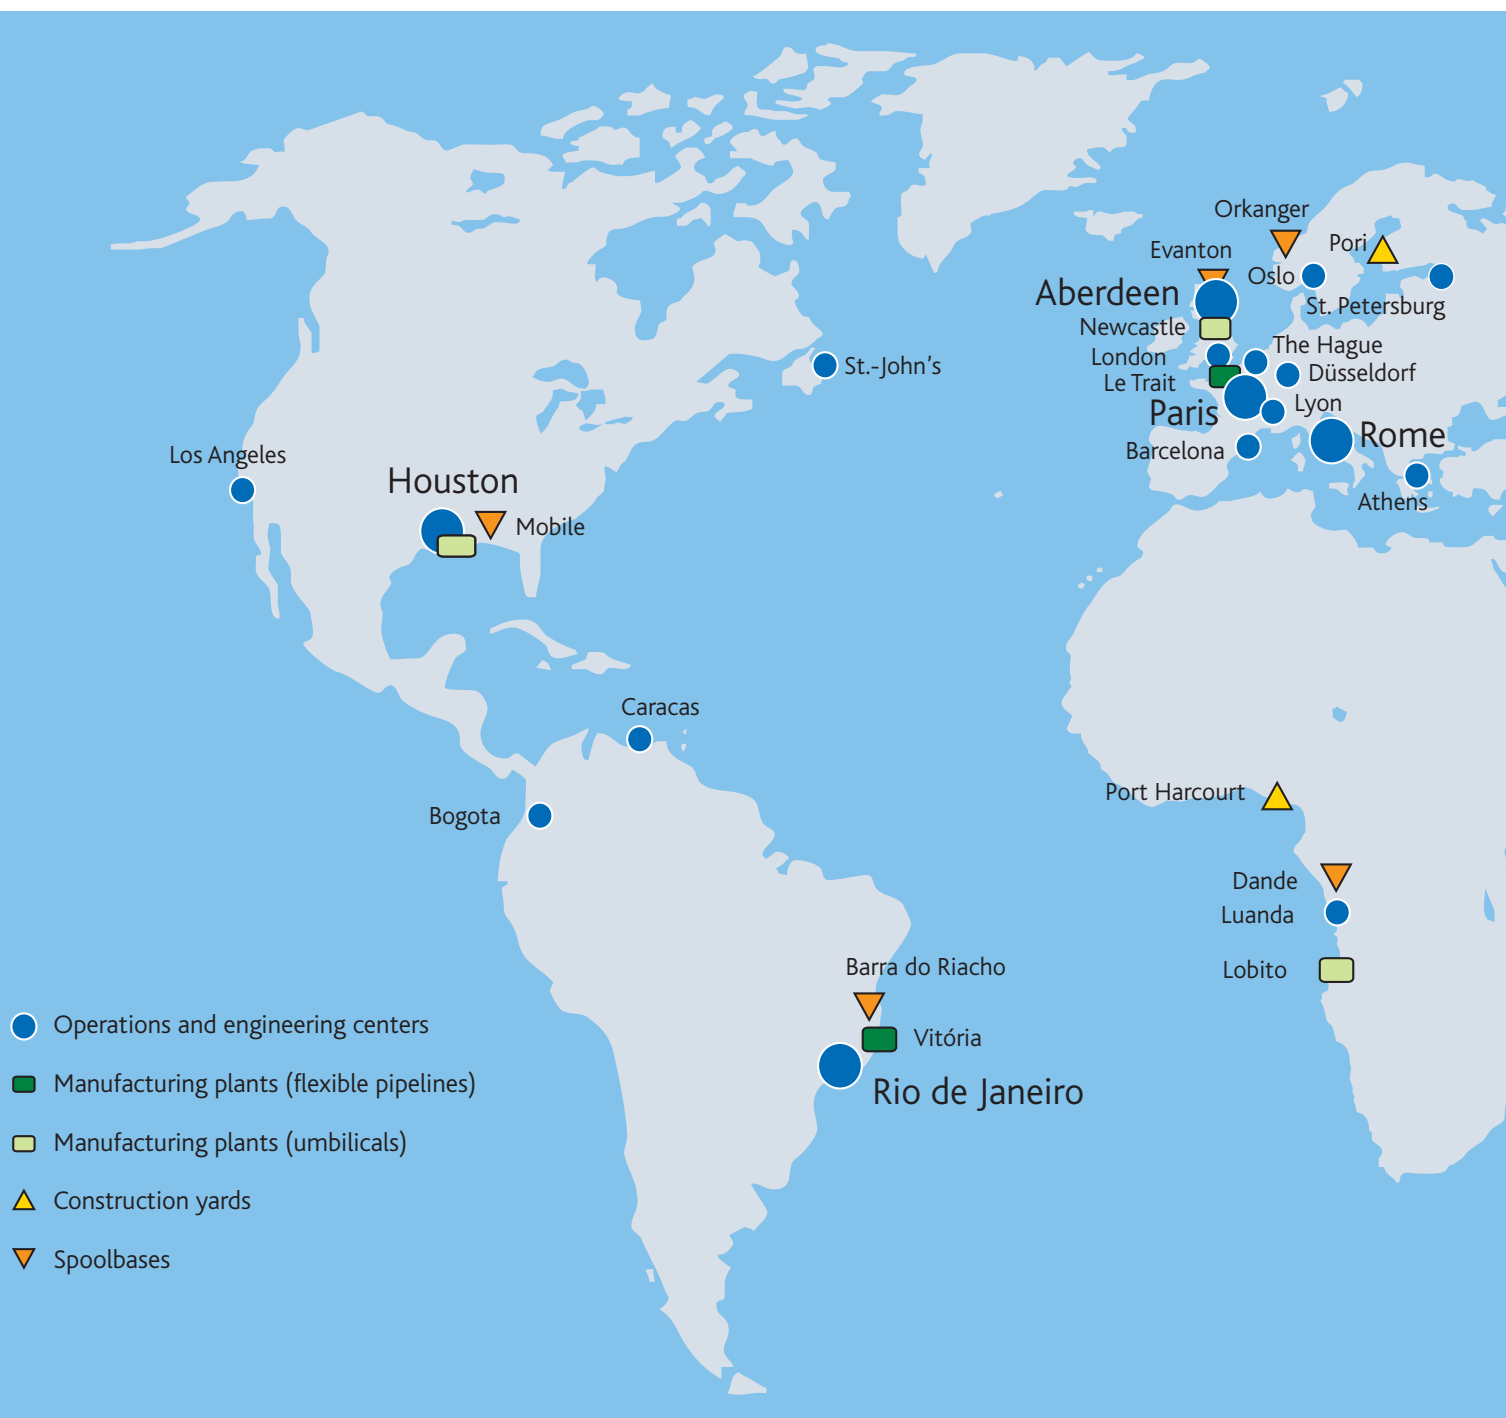 Orkanger
Evanton
Pori
Aberdeen
Oslo
St. Petersburg
Newcastle
London
The Hague
Le Trait
Düsseldorf
Paris
Lyon
Barcelona
Rome
Athens
St.-John's
Los Angeles
Houston
Mobile
Caracas
Bogota
Port Harcourt
Dande
Luanda
Lobito
Barra do Riacho
Vitória
Rio de Janeiro
Operations and engineering centers
Manufacturing plants (flexible pipelines)
Manufacturing plants (umbilicals)
Construction yards
Spoolbases